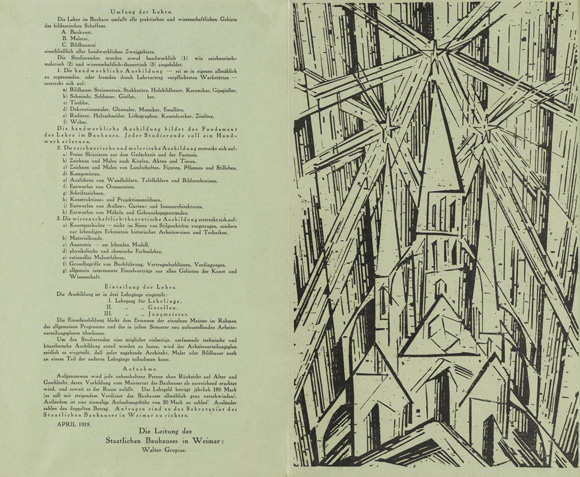 Umfang der Lehre.
Die Lehre im Bauhaus umfaßt alle praktischen und wissenschaftlichen Gebiete
des bildnerischen Schaffens.
A. Baukunst,
B. Malerei,
C. Bildhauerei
einschließlich aller handwerklichen Zweiggebiete.
Die Studierenden werden sowohl handwerklich (1) wie zeichnerisch-
malerisch (2) und wissenschaftlich-theoretisch (3) ausgebildet.
1. Die handwerkliche Ausbildung — sei es in eigenen allmählich
zu ergänzenden, oder fremden durch Lehrvertrag verpflichteten Werkstätten —
erstreckt sich auf:
a) Bildhauer, Steinmetzen, Stukkatöre, Holzbildhauer, Keramiker, Gipsgießer,
b) Schmiede, Schlosser, Gießer,
c) Tischler,
d) Dekorationsmaler, Glasmaler, Mosaiker, Emallöre,
e) Radierer, Holzschneider, Lithographen, Kunstdrucker, Ziselöre,
f) Weber.
Die handwerkliche Ausbildung bildet das Fundament
der Lehre im Bauhause. Jeder Studierende soll ein Hand-
werk erlernen.
2. Die zeichnerische und malerische Ausbildung erstreckt sich auf:
a) Freies Skizzieren aus dem Gedächtnis und der Fantasie,
b) Zeichnen und Malen nach Köpfen, Akten und Tieren,
c) Zeichnen und Malen von Landschaften, Figuren, Pflanzen und Stilleben,
d) Komponieren,
e) Ausführen von Wandbildern, Tafelbildern und Bilderschreinen,
f) Entwerfen von Ornamenten,
g) Schriftzeichnen,
h) Konstruktions- und Projektionszeichnen,
i) Entwerfen von Außen-, Garten- und Innenarchitekturen,
k) Entwerfen von Möbeln und Gebrauchsgegenständen.
3. Die wissenschaftlich-theoretische Ausbildung erstreckt sich auf:
a) Kunstgeschichte — nicht im Sinne von Stilgeschichte vorgetragen, sondern
zur lebendigen Erkenntnis historischer Arbeitsweisen und Techniken,
b) Materialkunde,
c) Anatomie — am lebenden Modell,
d) physikalische und chemische Farbenlehre,
e) rationelles Malverfahren,
f) Grundbegriffe von Buchführung, Vertragsabschlüssen, Verdingungen,
g) allgemein interessante Einzelvorträge aus allen Gebieten der Kunst und
Wissenschaft.
Einteilung der Lehre.
Die Ausbildung ist in drei Lehrgänge eingeteilt:
I. Lehrgang für Lehrlinge,
II. „ „ Gesellen,
III. „ „ Jungmeister.
Die Einzelausbildung bleibt dem Ermessen der einzelnen Meister im Rahmen
des allgemeinen Programms und des in jedem Semester neu aufzustellenden Arbeits-
verteilungsplanes überlassen.
Um den Studierenden eine möglichst vielseitige, umfassende technische und
künstlerische Ausbildung zuteil werden zu lassen, wird der Arbeitsverteilungsplan
zeitlich so eingeteilt, daß jeder angehende Architekt, Maler oder Bildhauer auch
an einem Teil der anderen Lehrgänge teilnehmen kann.
Aufnahme.
Aufgenommen wird jede unbescholtene Person ohne Rücksicht auf Alter und
Geschlecht, deren Vorbildung vom Meisterrat des Bauhauses als ausreichend erachtet
wird, und soweit es der Raum zuläßt. Das Lehrgeld beträgt jährlich 180 Mark
(es soll mit steigendem Verdienst des Bauhauses allmählich ganz verschwinden).
Außerdem ist eine einmalige Aufnahmegebühr von 20 Mark zu zahlen. Ausländer
zahlen den doppelten Betrag. Anfragen sind an das Sekretariat des
Staatlichen Bauhauses in Weimar zu richten.
APRIL 1919.
Die Leitung des
Staatlichen Bauhauses in Weimar:
Walter Gropius.